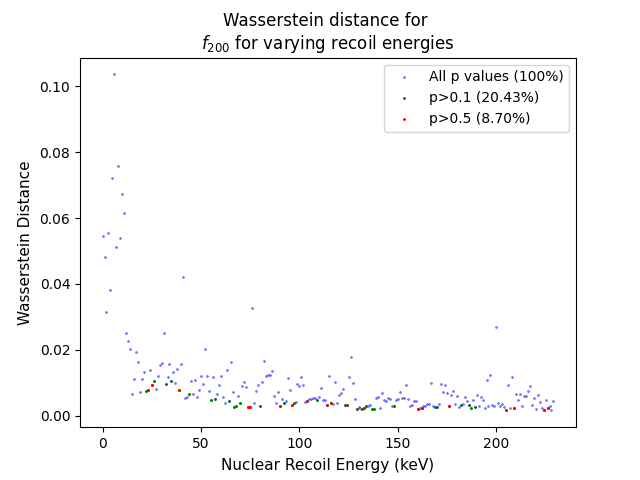 Wasserstein distance for
f200 for varying recoil energies
All p values (100%)
p>0.1 (20.43%)
p>0.5 (8.70%)
0.10
0.08
0.06
0.04
0.02
0.00
Wasserstein Distance
0 50 100 150 200
Nuclear Recoil Energy (keV)